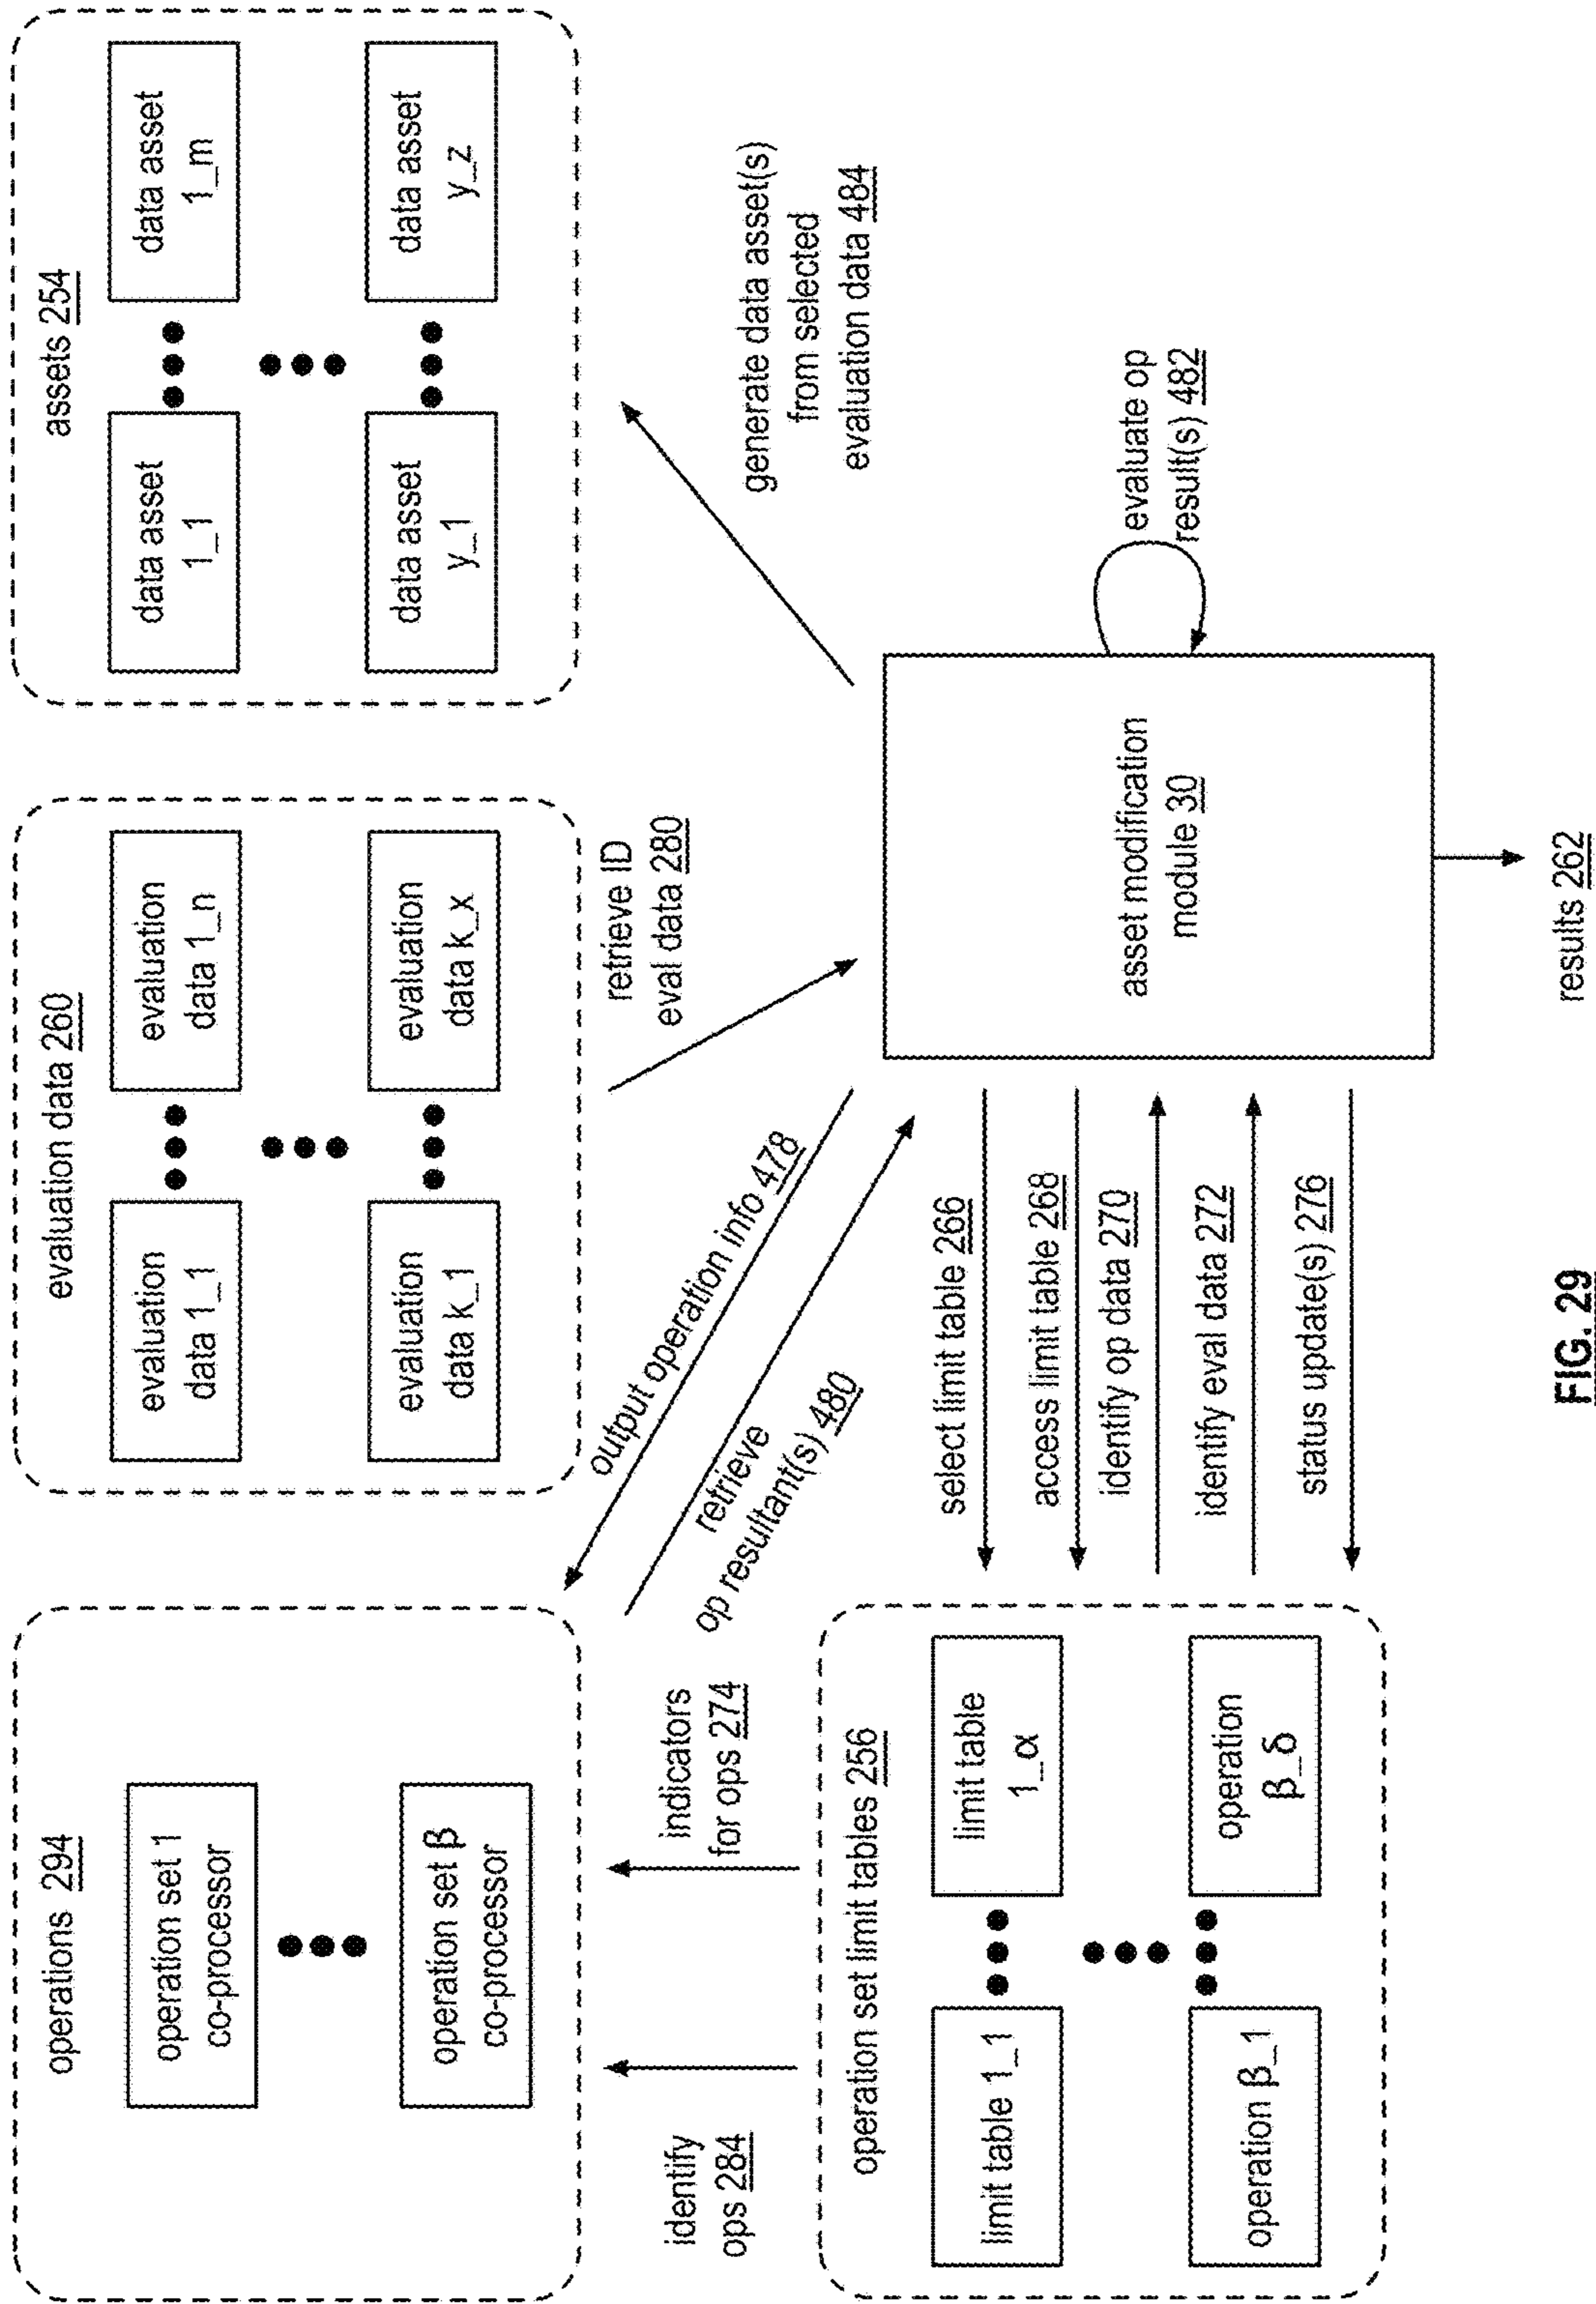 operations 294
operation set 1
co-processor
operation set β
co-processor
evaluation data 260
evaluation
data 1_1
evaluation
data 1_n
evaluation
data k_1
evaluation
data k_x
assets 254
data asset
1_1
data asset
1_m
data asset
y_1
data asset
y_z
identify
ops 284
indicators
for ops 274
output operation info 478
retrieve
op resultant(s) 480
retrieve ID
eval data 280
generate data asset(s)
from selected
evaluation data 484
operation set limit tables 256
limit table 1_1
limit table
1_α
operation β_1
operation
β_δ
select limit table 266
access limit table 268
identify op data 270
identify eval data 272
status update(s) 276
asset modification
module 30
evaluate op
result(s) 482
results 262
FIG. 29